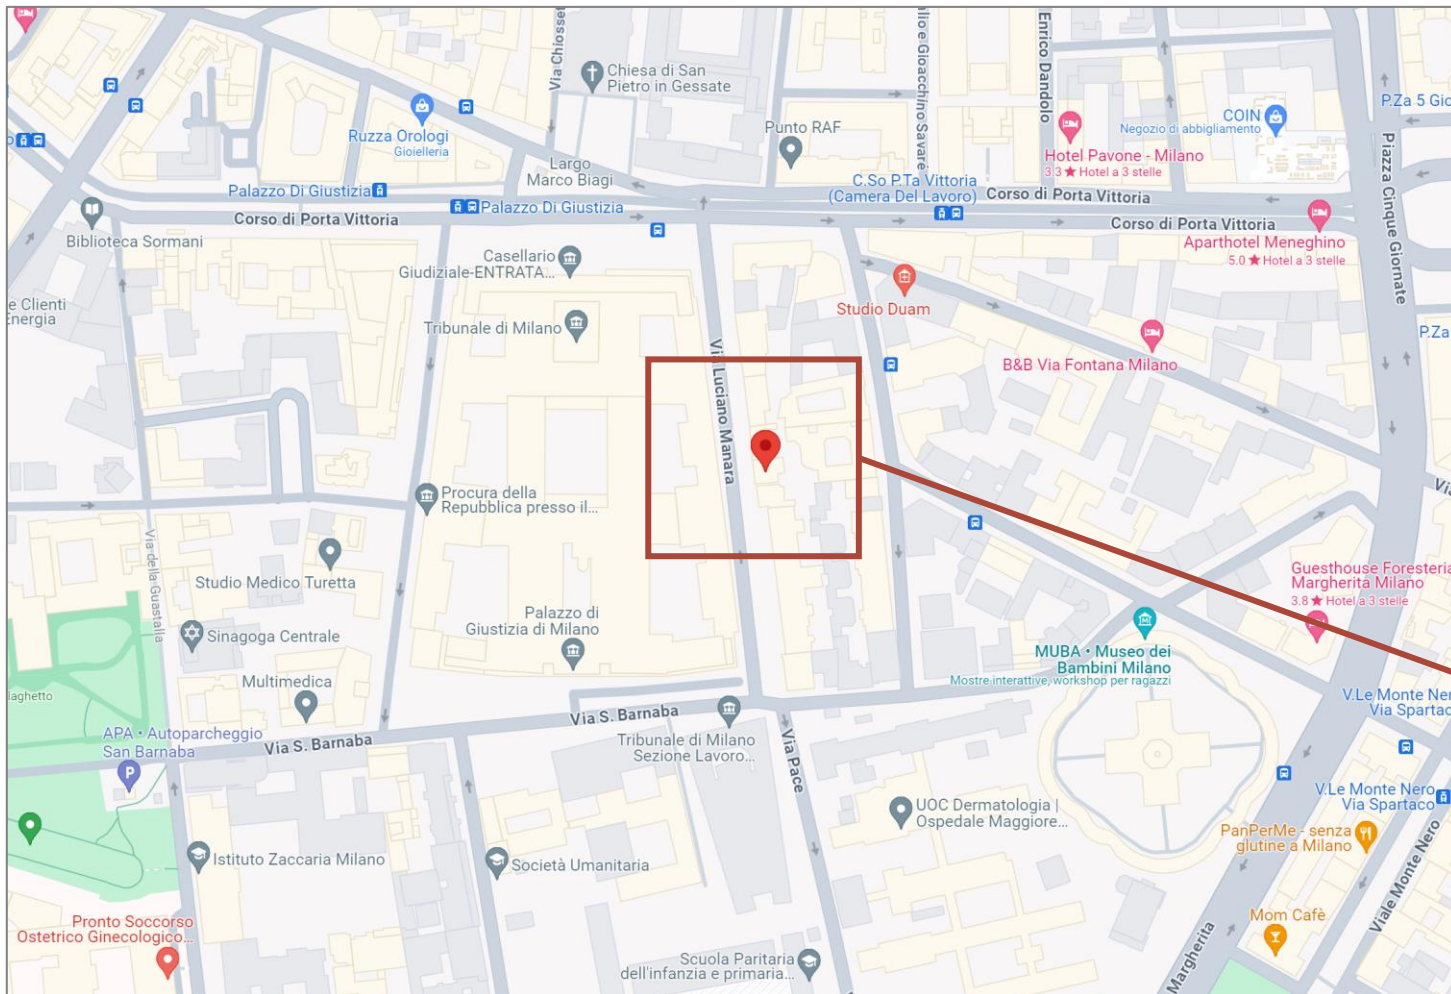 Via Chiosset
Chiesa di San
Pietro in Gessate
Ruzza Orologi
Gioielleria
Largo
Marco Biagi
Punto RAF
alio e Gioachino Savarè
Enrico Dandolo
COIN
Negozio di abbigliamento
P.Za 5 Gio
Hotel Pavone - Milano
3.3 ★ Hotel a 3 stelle
Piazza Cinque Giornate
Palazzo Di Giustizia
Palazzo Di Giustizia
C.So P.Ta Vittoria
(Camera Del Lavoro)
Corso di Porta Vittoria
Corso di Porta Vittoria
Corso di Porta Vittoria
Biblioteca Sormani
Casellario
Giudiziale-ENTRATA...
Aparthotel Meneghino
5.0 ★ Hotel a 3 stelle
e Clienti
Energia
Tribunale di Milano
Studio Duam
P.Za
B&B Via Fontana Milano
Via Luciano Manara
Procura della
Repubblica presso il...
Via
Via della Guastalla
Studio Medico Turetta
Guesthouse Foresteria
Margherita Milano
3.8 ★ Hotel a 3 stelle
Sinagoga Centrale
Palazzo di
Giustizia di Milano
MUBA • Museo dei
Bambini Milano
Mostre interattive, workshop per ragazzi
Multimedica
laghetto
APA • Autoparcheggio
San Barnaba
P
Via S. Barnaba
Via S. Barnaba
Tribunale di Milano
Sezione Lavoro...
Via Pace
V.Le Monte Ner
Via Spartac
V.Le Monte Nero
Via Spartaco
UOC Dermatologia |
Ospedale Maggiore...
PanPerMe - senza
glutine a Milano
Istituto Zaccaria Milano
Società Umanitaria
Viale Monte Nero
Pronto Soccorso
Ostetrico Ginecologico...
Mom Cafè
Margherita
Scuola Paritaria
dell'infanzia e primaria...